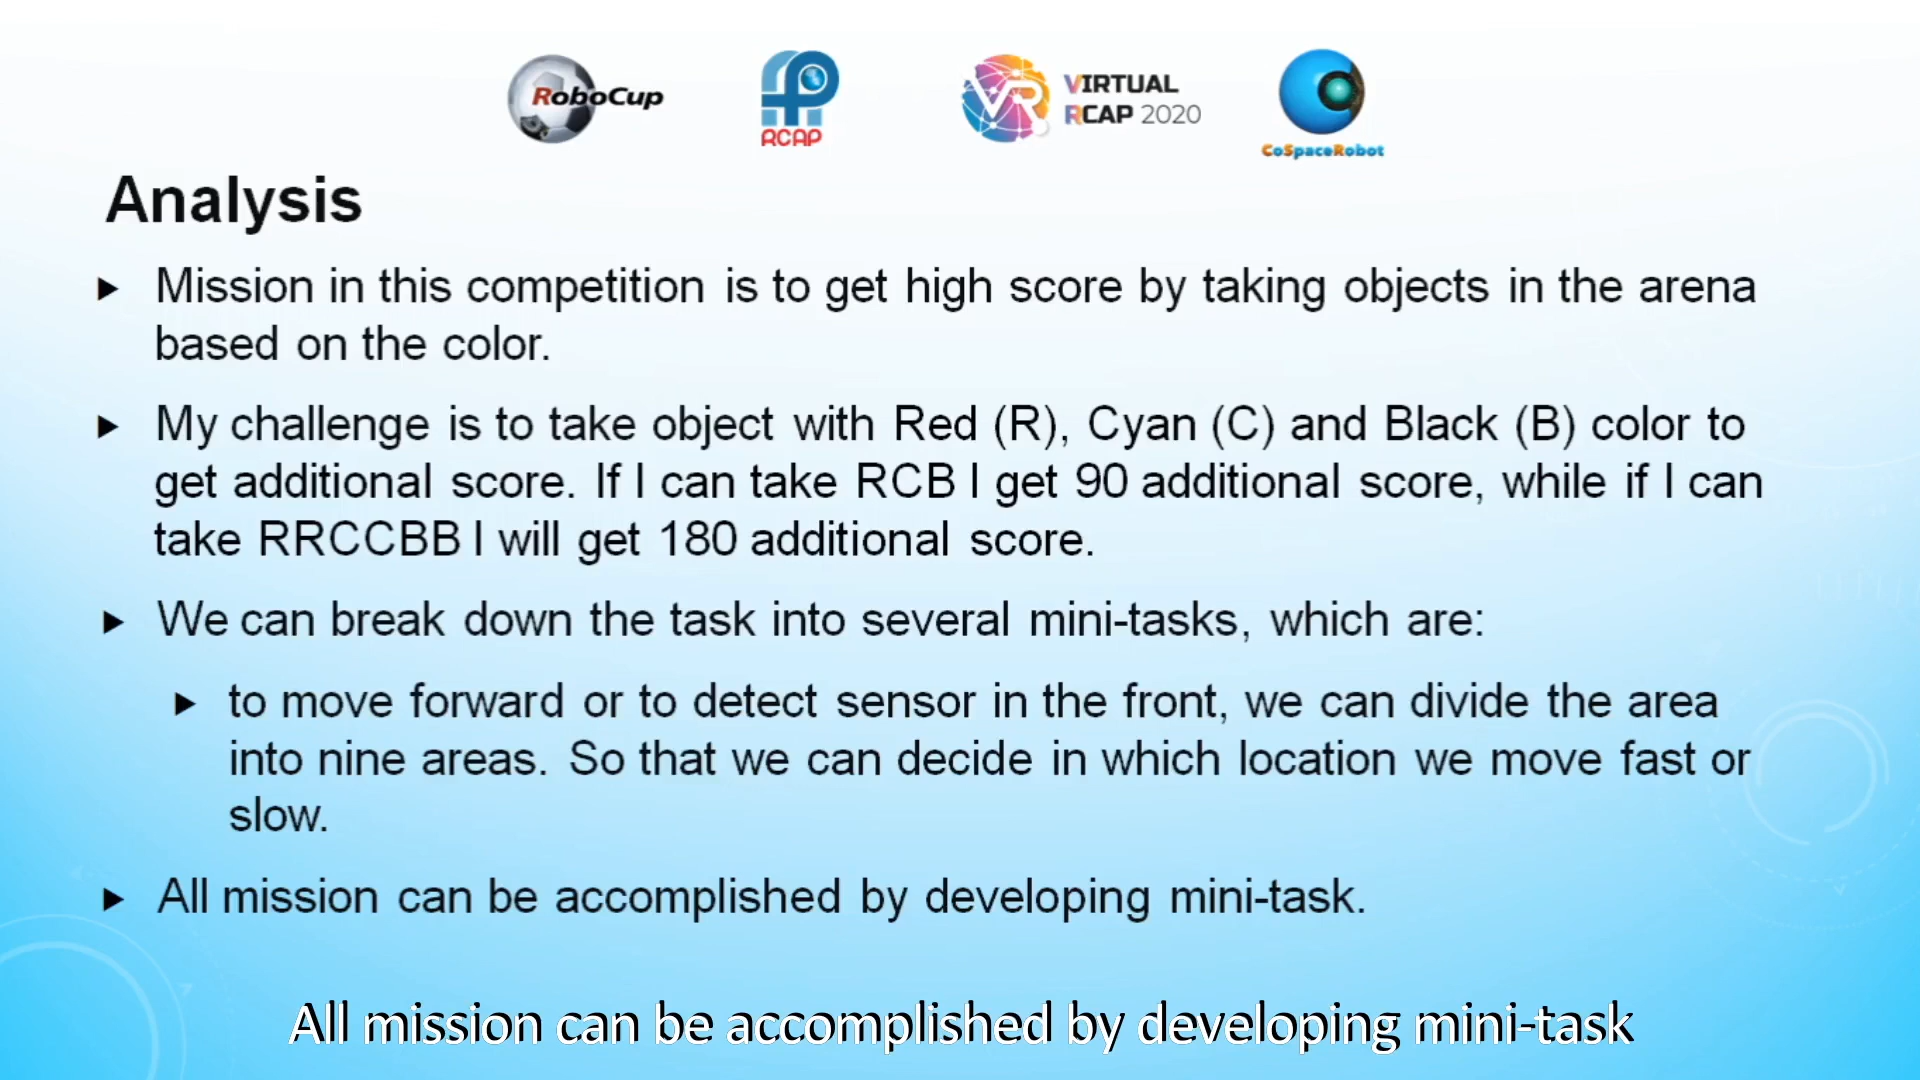 RoboCup
RCAP
VR
VIRTUAL
RCAP 2020
CoSpaceRobot
Analysis
Mission in this competition is to get high score by taking objects in the arena
based on the color.
My challenge is to take object with Red (R), Cyan (C) and Black (B) color to
get additional score. If I can take RCB I get 90 additional score, while if I can
take RRCCBB I will get 180 additional score.
We can break down the task into several mini-tasks, which are:
to move forward or to detect sensor in the front, we can divide the area
into nine areas. So that we can decide in which location we move fast or
slow.
All mission can be accomplished by developing mini-task.
All mission can be accomplished by developing mini-task